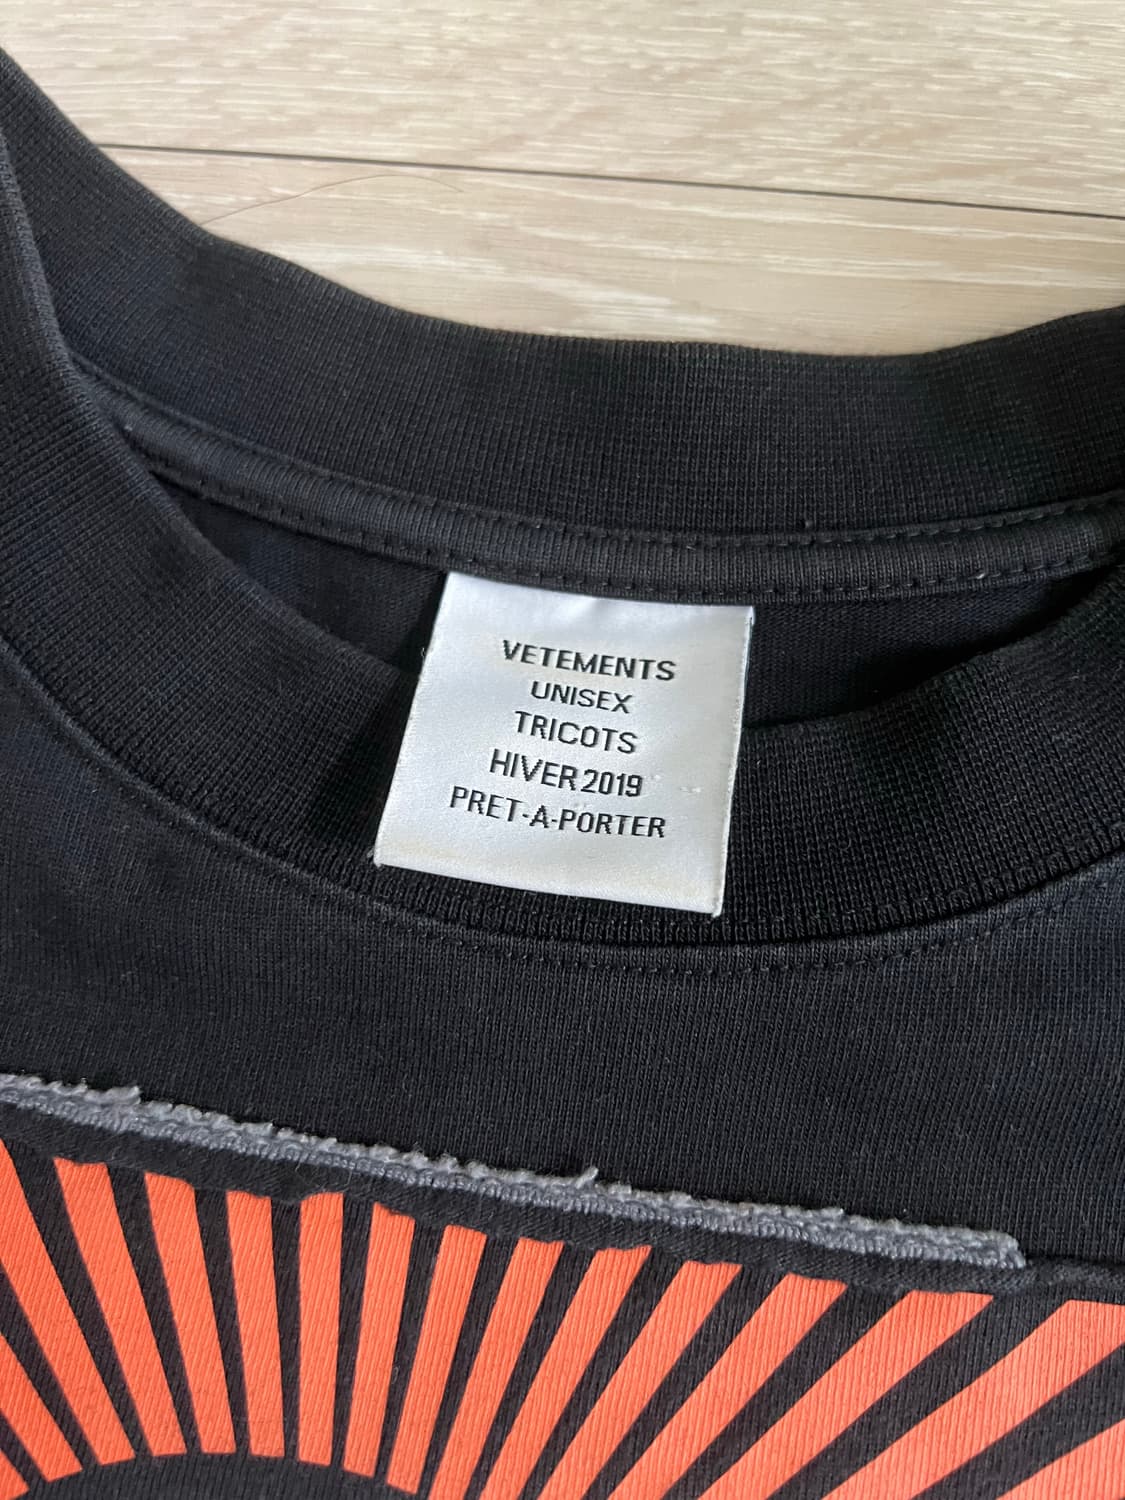 VETEMENTS
UNISEX
TRICOTS
HIVER 2019
PRET-A-PORTER